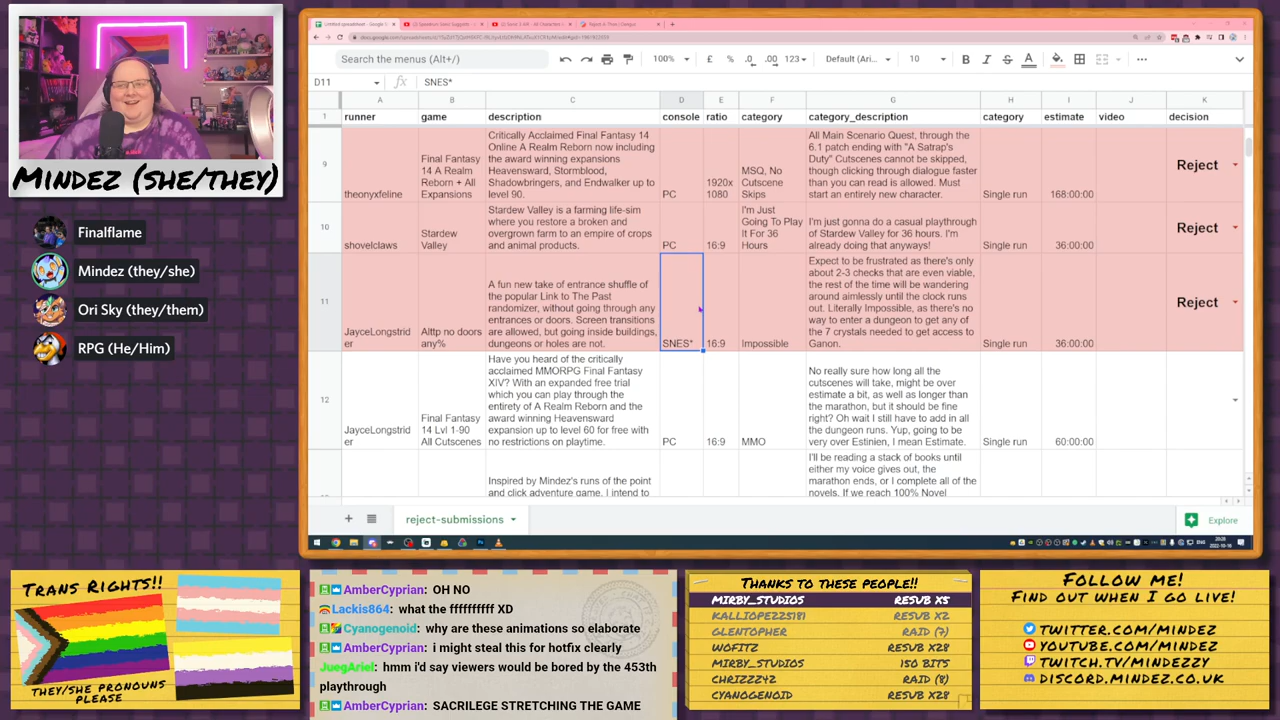 Mindez (she/they)
Finalflame
Mindez (they/she)
Ori Sky (they/them)
RPG (He/Him)
Search the menus (Alt+/)
100%
£
%
.0
.00
123
Default (Ari...
10
B
I
S
A
D11
fx
SNES*
A B C D E F G H I J K
1
runner game description console ratio category category_description category estimate video decision
9
theonyxfeline
Final Fantasy
14 A Realm
Reborn + All
Expansions
Critically Acclaimed Final Fantasy 14
Online A Realm Reborn now including
the award winning expansions
Heavensward, Stormblood,
Shadowbringers, and Endwalker up to
level 90.
PC
1920x
1080
MSQ, No
Cutscene
Skips
All Main Scenario Quest, through the
6.1 patch ending with "A Satrap's
Duty" Cutscenes cannot be skipped,
though clicking through dialogue faster
than you can read is allowed. Must
start an entirely new character.
Single run
168:00:00
Reject
10
shovelclaws
Stardew
Valley
Stardew Valley is a farming life-sim
where you restore a broken and
overgrown farm to an empire of crops
and animal products.
PC
16:9
I'm Just
Going To Play
It For 36
Hours
I'm just gonna do a casual playthrough
of Stardew Valley for 36 hours. I'm
already doing that anyways!
Single run
36:00:00
Reject
11
JayceLongstrid
er
Alttp no doors
any%
A fun new take of entrance shuffle of
the popular Link to The Past
randomizer, without going through any
entrances or doors. Screen transitions
are allowed, but going inside buildings,
dungeons or holes are not.
SNES*
16:9
Impossible
Expect to be frustrated as there's only
about 2-3 checks that are even viable,
the rest of the time will be wandering
around aimlessly until the clock runs
out. Literally Impossible, as there's no
way to enter a dungeon to get any of
the 7 crystals needed to get access to
Ganon.
Single run
36:00:00
Reject
12
JayceLongstrid
er
Final Fantasy
14 Lvl 1-90
All Cutscenes
Have you heard of the critically
acclaimed MMORPG Final Fantasy
XIV? With an expanded free trial
which you can play through the
entirety of A Realm Reborn and the
award winning Heavensward
expansion up to level 60 for free with
no restrictions on playtime.
PC
16:9
MMO
No really sure how long all the
cutscenes will take, might be over
estimate a bit, as well as longer than
the marathon, but it should be fine
right? Oh wait I still have to add in all
the dungeon runs. Yup, going to be
very over Estinien, I mean Estimate.
Single run
60:00:00
Inspired by Mindez's runs of the point
and click adventure game. I intend to
I'll be reading a stack of books until
either my voice gives out, the
marathon ends, or I complete all of the
novels. If we reach 100% Novel
reject-submissions
Explore
ENG
20:26
2022-10-16
Trans Rights!!
They/She pronouns
please
AmberCyprian: OH NO
Lackis864: what the ffffffffff XD
Cyanogenoid: why are these animations so elaborate
AmberCyprian: i might steal this for hotfix clearly
JuegAriel: hmm i'd say viewers would be bored by the 453th
playthrough
AmberCyprian: SACRILEGE STRETCHING THE GAME
Thanks to these people!!
mirby_studios Resub x5
kalliopezzs181 Resub x2
glentopher Raid (7)
wofitz Resub x28
mirby_studios 150 bits
chrizzz42 Raid (8)
cyanogenoid Resub x28
Follow me!
Find out when I go live!
twitter.com/mindez
youtube.com/mindez
twitch.tv/mindezzy
discord.mindez.co.uk